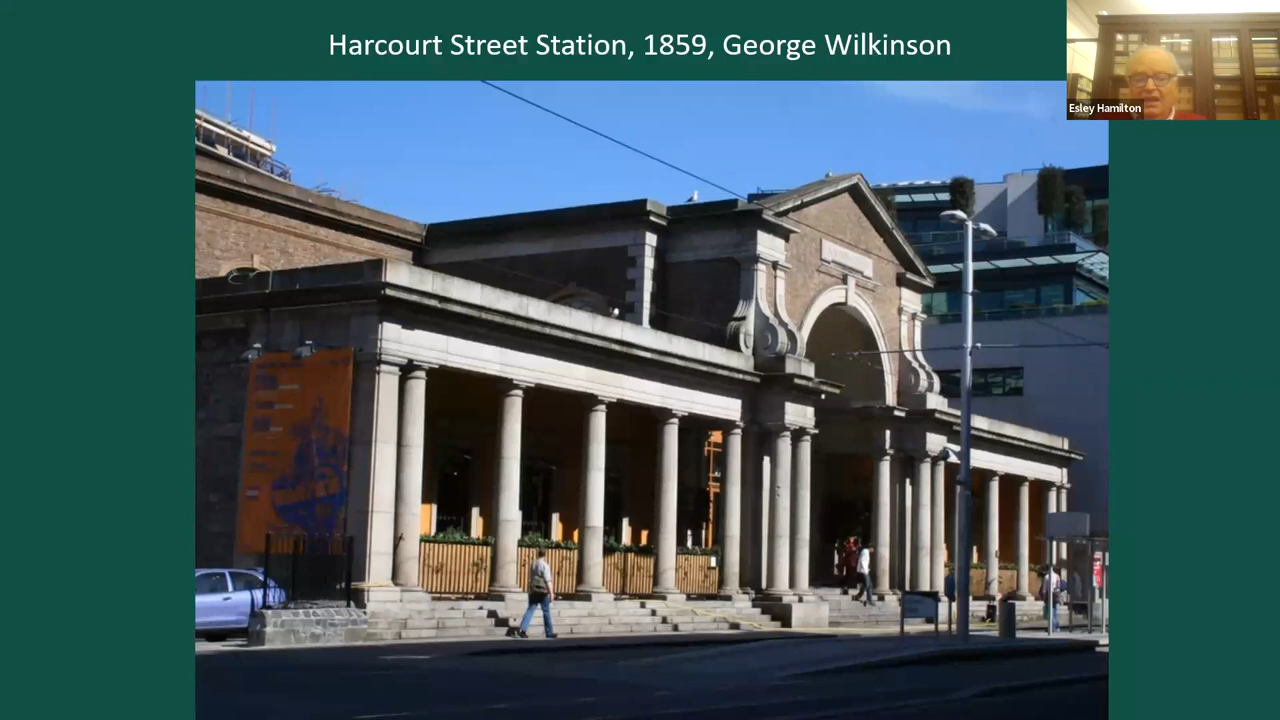 Harcourt Street Station, 1859, George Wilkinson
Esley Hamilton